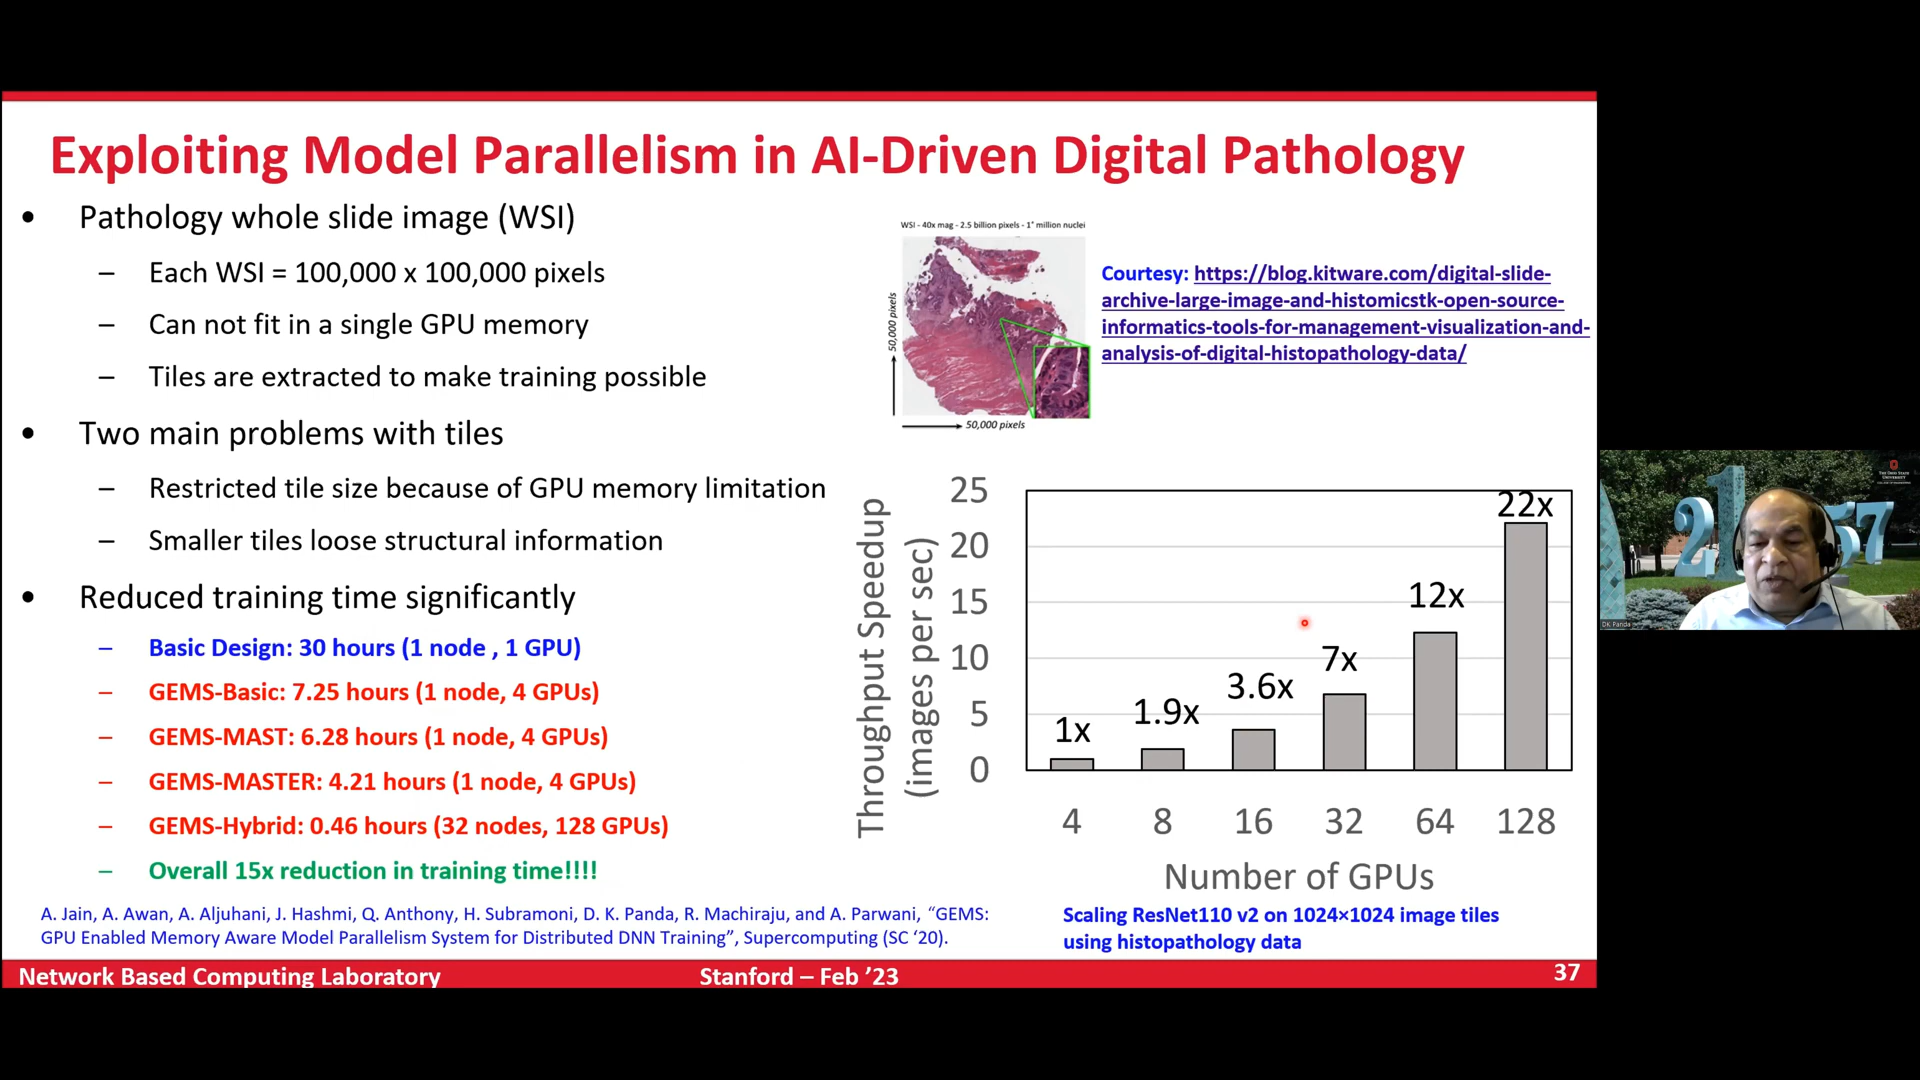 Exploiting Model Parallelism in AI-Driven Digital Pathology
• Pathology whole slide image (WSI)
– Each WSI = 100,000 x 100,000 pixels
– Can not fit in a single GPU memory
– Tiles are extracted to make training possible
• Two main problems with tiles
– Restricted tile size because of GPU memory limitation
– Smaller tiles loose structural information
• Reduced training time significantly
– Basic Design: 30 hours (1 node , 1 GPU)
– GEMS-Basic: 7.25 hours (1 node, 4 GPUs)
– GEMS-MAST: 6.28 hours (1 node, 4 GPUs)
– GEMS-MASTER: 4.21 hours (1 node, 4 GPUs)
– GEMS-Hybrid: 0.46 hours (32 nodes, 128 GPUs)
– Overall 15x reduction in training time!!!!
WSI - 40x mag - 2.5 billion pixels - 1+ million nuclei
50,000 pixels
50,000 pixels
Courtesy: https://blog.kitware.com/digital-slide-
archive-large-image-and-histomicstk-open-source-
informatics-tools-for-management-visualization-and-
analysis-of-digital-histopathology-data/
Throughput Speedup
(images per sec)
25
20
15
10
5
0
1x
1.9x
3.6x
7x
12x
22x
4 8 16 32 64 128
Number of GPUs
Scaling ResNet110 v2 on 1024×1024 image tiles
using histopathology data
A. Jain, A. Awan, A. Aljuhani, J. Hashmi, Q. Anthony, H. Subramoni, D. K. Panda, R. Machiraju, and A. Parwani, “GEMS:
GPU Enabled Memory Aware Model Parallelism System for Distributed DNN Training”, Supercomputing (SC ‘20).
Network Based Computing Laboratory
Stanford – Feb ’23
37
THE OHIO STATE
UNIVERSITY
COLLEGE OF ENGINEERING
57
DK Panda